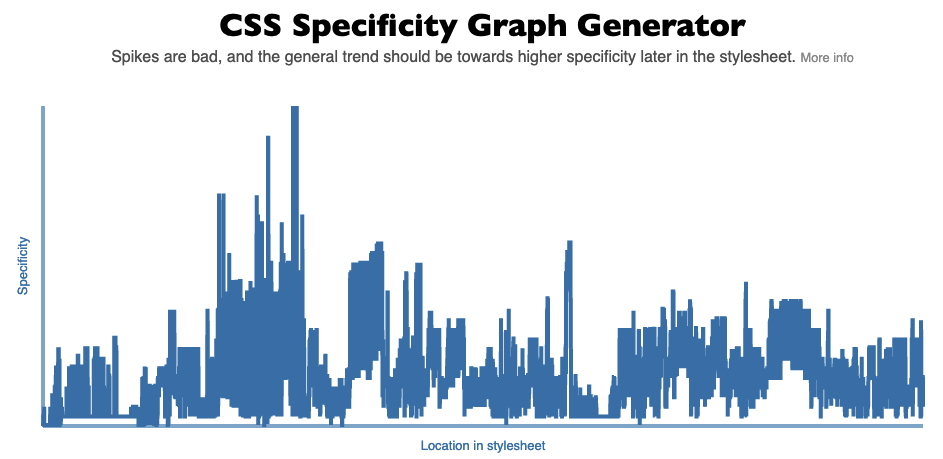 CSS Specificity Graph Generator
Spikes are bad, and the general trend should be towards higher specificity later in the stylesheet. More info
Specificity
Location in stylesheet